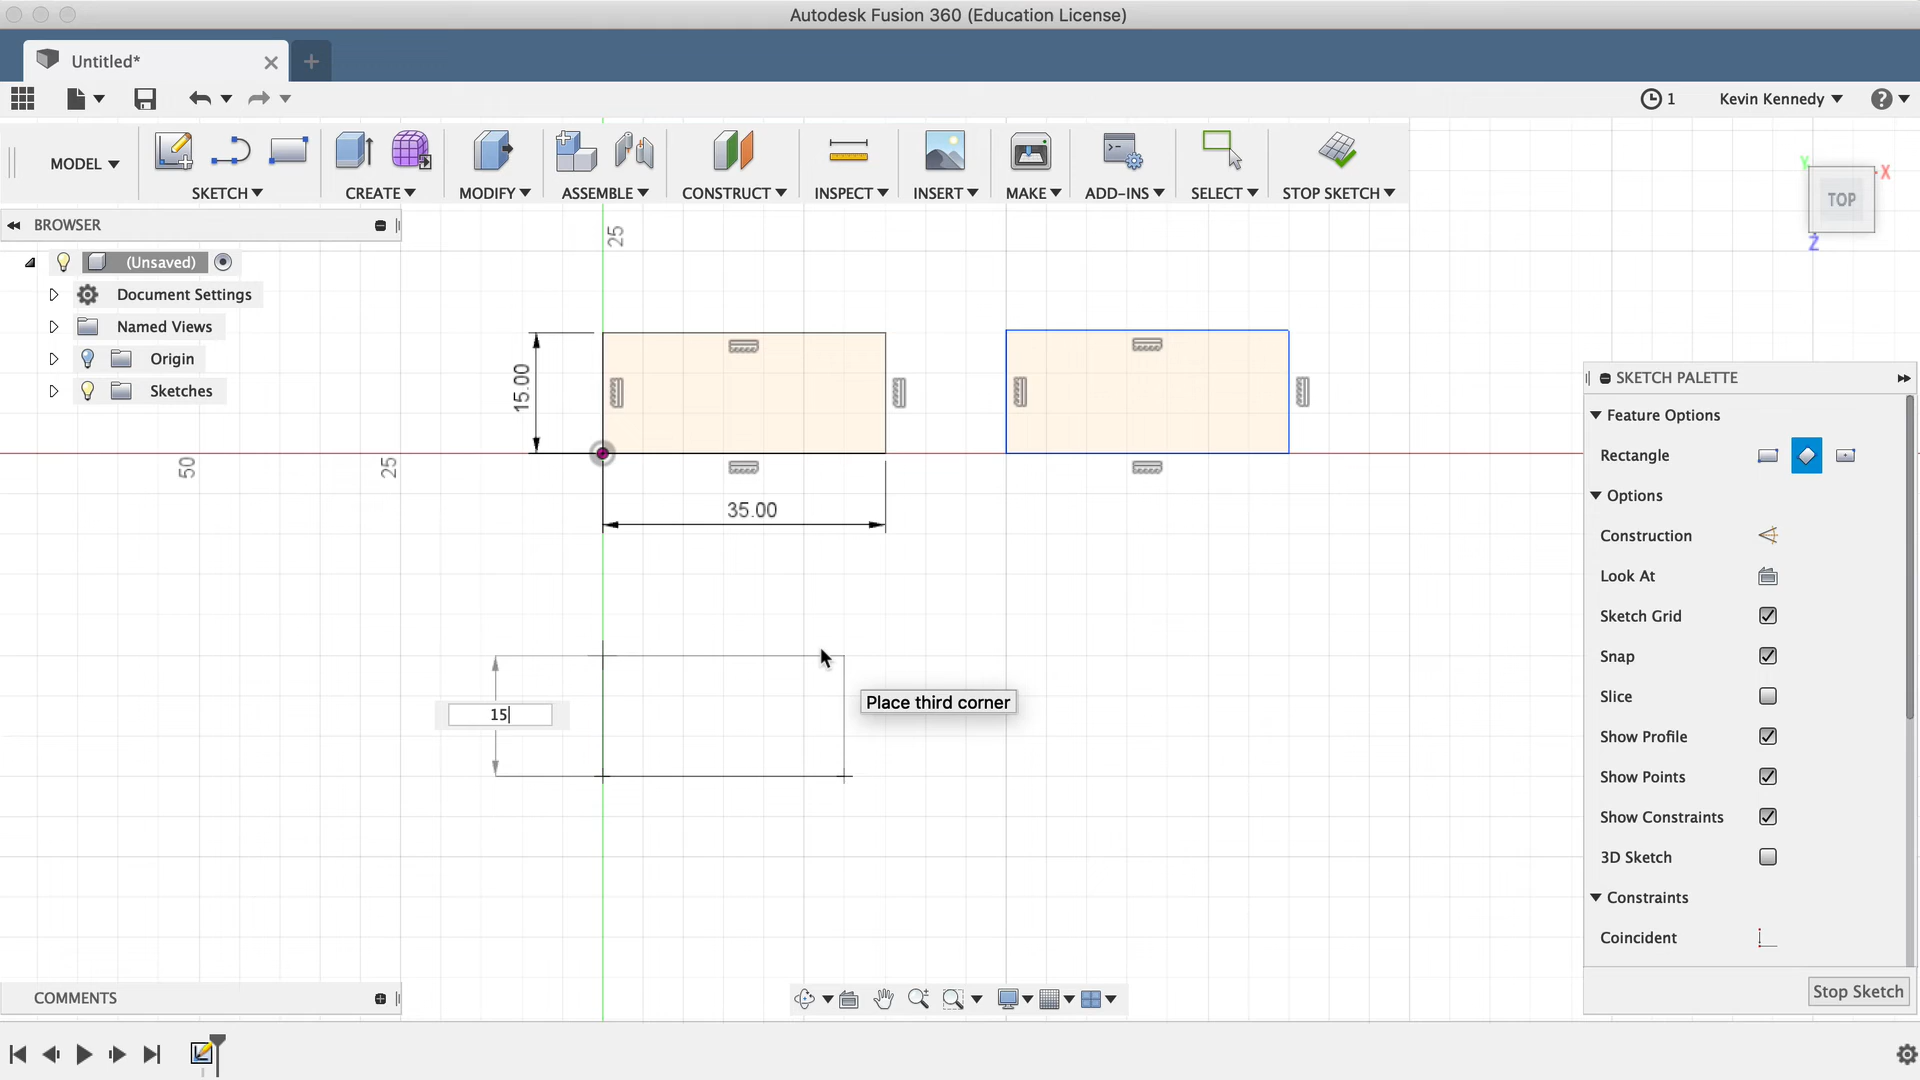 Autodesk Fusion 360 (Education License)
Untitled*
1
Kevin Kennedy
?
MODEL
SKETCH
CREATE
MODIFY
ASSEMBLE
CONSTRUCT
INSPECT
INSERT
MAKE
ADD-INS
SELECT
STOP SKETCH
BROWSER
(Unsaved)
Document Settings
Named Views
Origin
Sketches
25
Y
X
TOP
Z
15.00
50
25
35.00
15
Place third corner
SKETCH PALETTE
Feature Options
Rectangle
Options
Construction
Look At
Sketch Grid
Snap
Slice
Show Profile
Show Points
Show Constraints
3D Sketch
Constraints
Coincident
Stop Sketch
COMMENTS